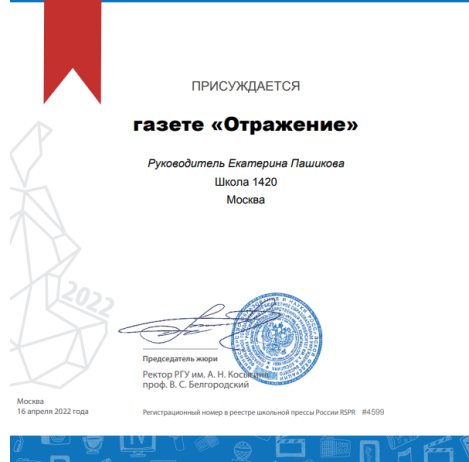 ПРИСУЖДАЕТСЯ
газете «Отражение»
Руководитель Екатерина Пашикова
Школа 1420
Москва
2022
Председатель жюри
Ректор РГУ им. А. Н. Косыгина,
проф. В. С. Белгородский
Москва
16 апреля 2022 года
Регистрационный номер в реестре школьной прессы России RSPR #4599